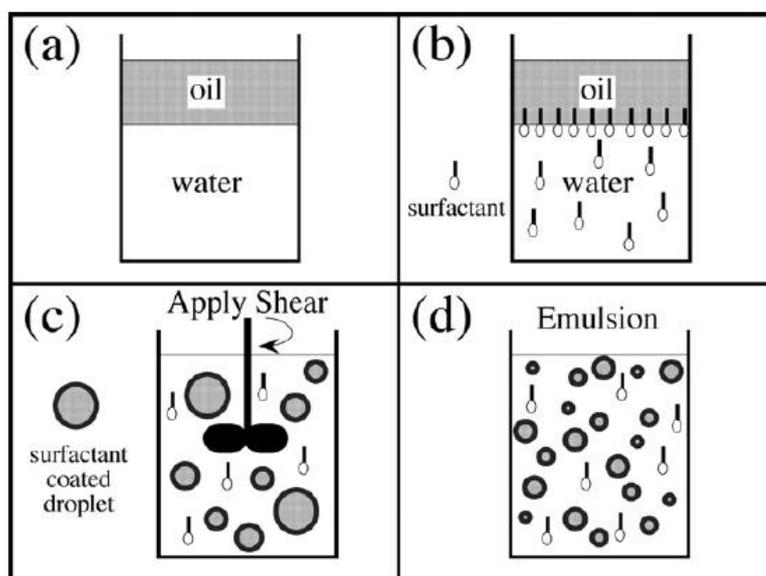 (a)
oil
water
(b)
oil
water
surfactant
(c)
Apply Shear
surfactant
coated
droplet
(d)
Emulsion